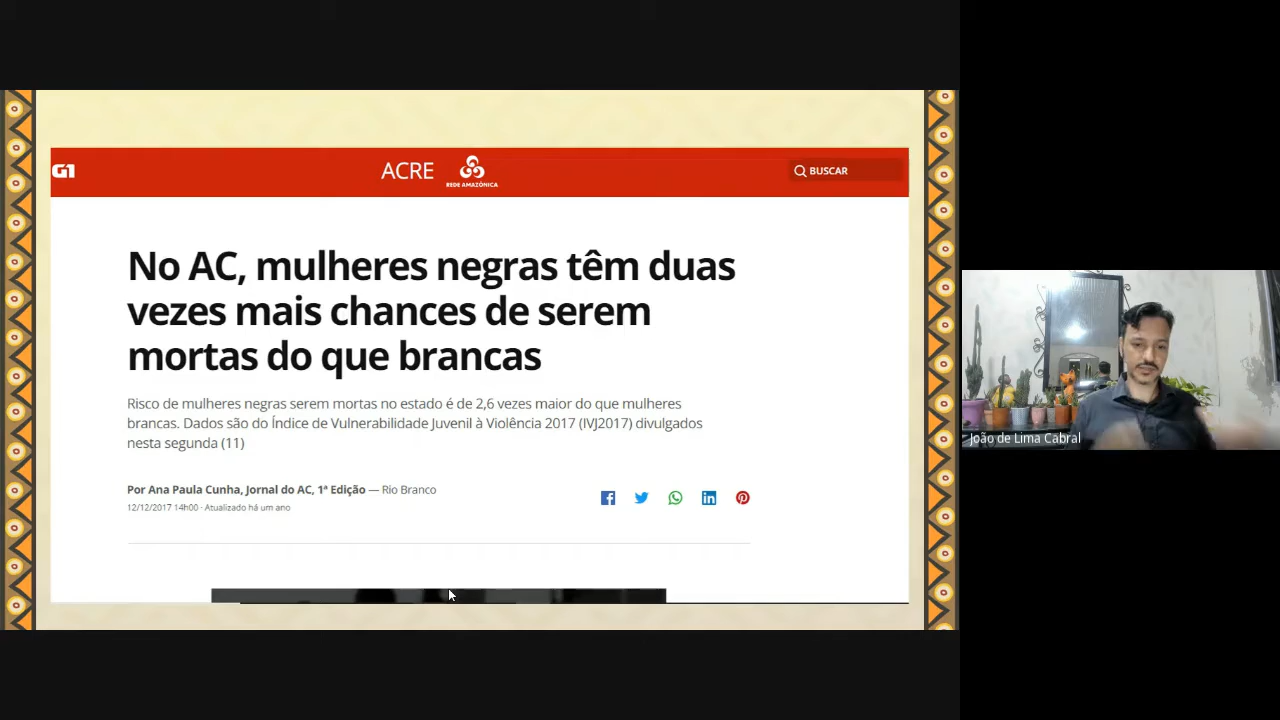 G1
ACRE
REDE AMAZÔNICA
BUSCAR
No AC, mulheres negras têm duas
vezes mais chances de serem
mortas do que brancas
Risco de mulheres negras serem mortas no estado é de 2,6 vezes maior do que mulheres
brancas. Dados são do Índice de Vulnerabilidade Juvenil à Violência 2017 (IVJ2017) divulgados
nesta segunda (11)
Por Ana Paula Cunha, Jornal do AC, 1ª Edição — Rio Branco
12/12/2017 14h00 · Atualizado há um ano
João de Lima Cabral